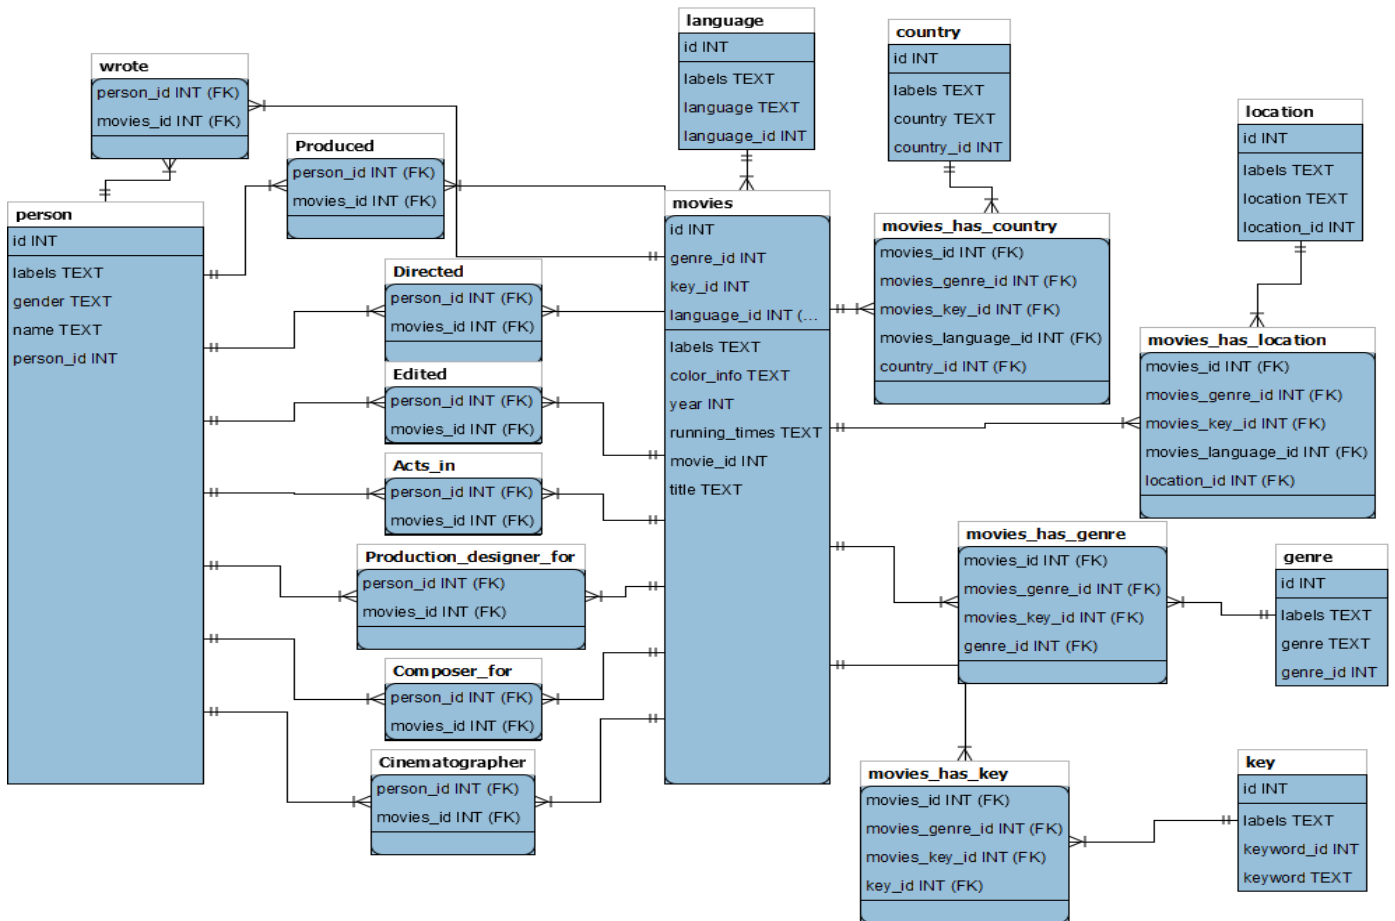 wrote
person_id INT (FK)
movies_id INT (FK)
Produced
person_id INT (FK)
movies_id INT (FK)
person
id INT
labels TEXT
gender TEXT
name TEXT
person_id INT
Directed
person_id INT (FK)
movies_id INT (FK)
Edited
person_id INT (FK)
movies_id INT (FK)
Acts_in
person_id INT (FK)
movies_id INT (FK)
Production_designer_for
person_id INT (FK)
movies_id INT (FK)
Composer_for
person_id INT (FK)
movies_id INT (FK)
Cinematographer
person_id INT (FK)
movies_id INT (FK)
language
id INT
labels TEXT
language TEXT
language_id INT
movies
id INT
genre_id INT
key_id INT
language_id INT (...
labels TEXT
color_info TEXT
year INT
running_times TEXT
movie_id INT
title TEXT
country
id INT
labels TEXT
country TEXT
country_id INT
movies_has_country
movies_id INT (FK)
movies_genre_id INT (FK)
movies_key_id INT (FK)
movies_language_id INT (FK)
country_id INT (FK)
location
id INT
labels TEXT
location TEXT
location_id INT
movies_has_location
movies_id INT (FK)
movies_genre_id INT (FK)
movies_key_id INT (FK)
movies_language_id INT (FK)
location_id INT (FK)
movies_has_genre
movies_id INT (FK)
movies_genre_id INT (FK)
movies_key_id INT (FK)
genre_id INT (FK)
genre
id INT
labels TEXT
genre TEXT
genre_id INT
movies_has_key
movies_id INT (FK)
movies_genre_id INT (FK)
movies_key_id INT (FK)
key_id INT (FK)
key
id INT
labels TEXT
keyword_id INT
keyword TEXT